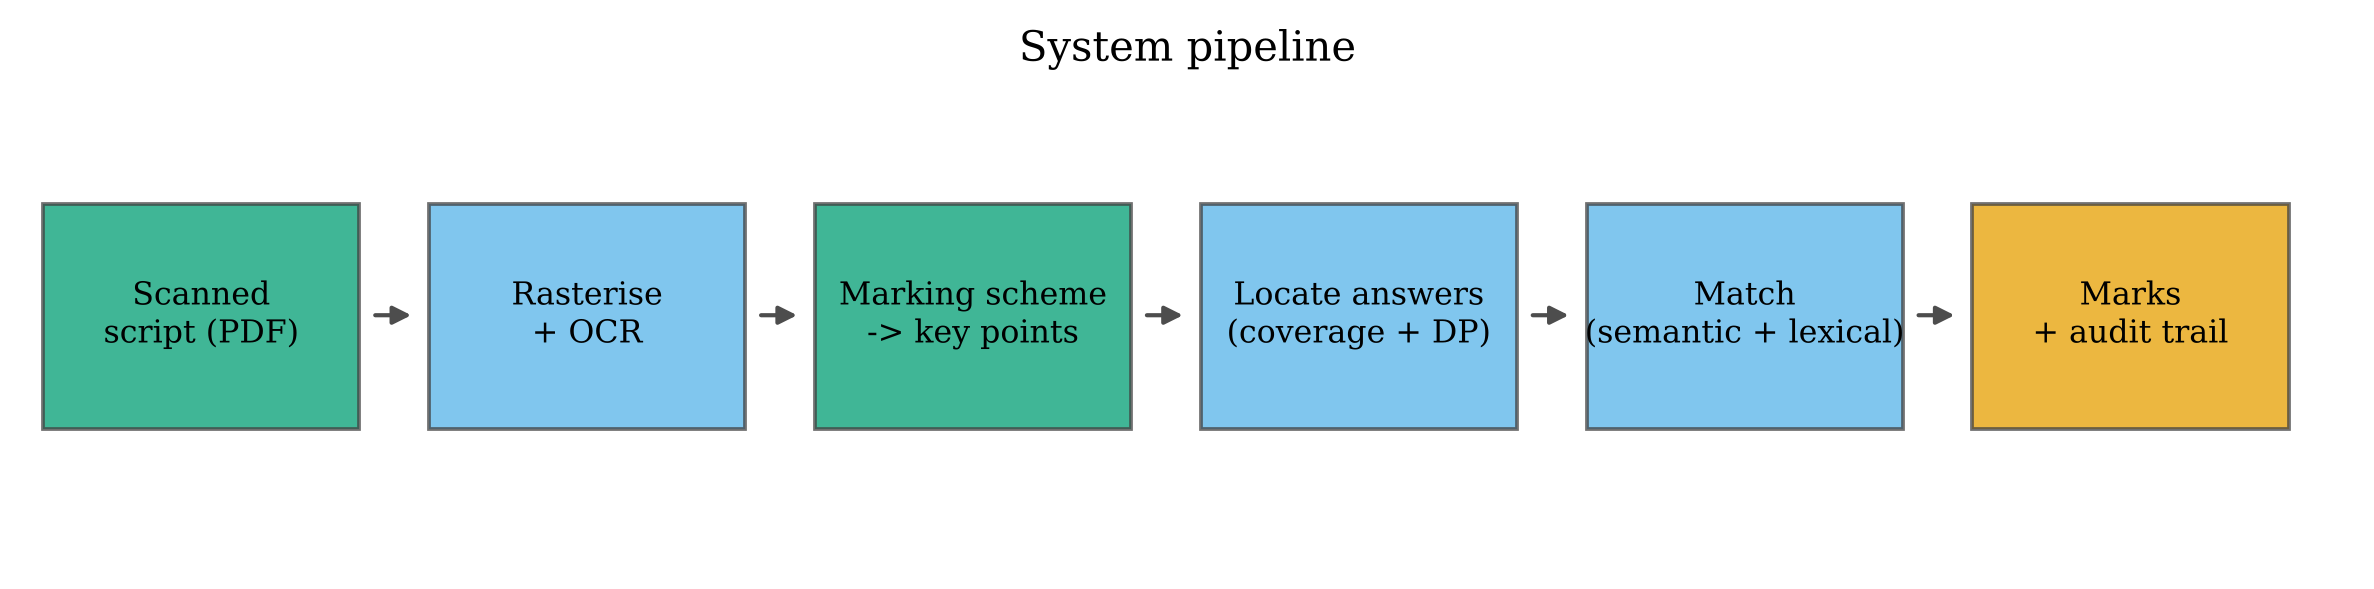 System pipeline
Scanned
script (PDF)
Rasterise
+ OCR
Marking scheme
-> key points
Locate answers
(coverage + DP)
Match
(semantic + lexical)
Marks
+ audit trail